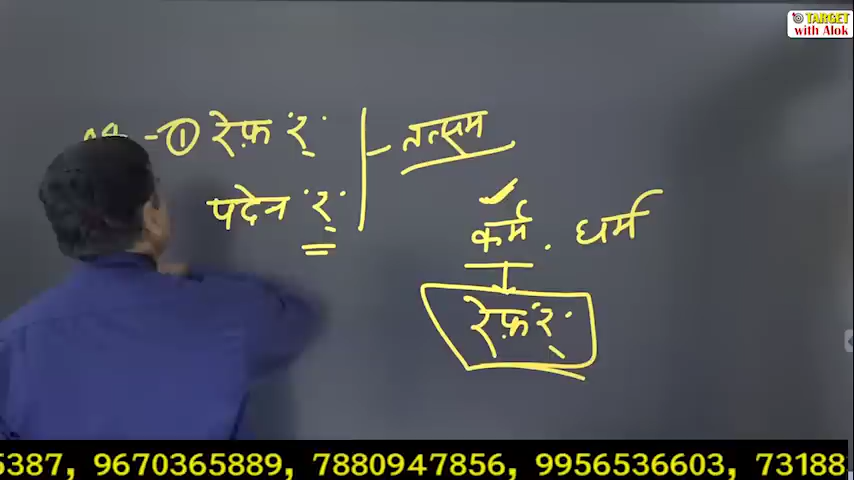 TARGET
with Alok
-① रेफ़ 'र्'
तत्सम
पदेन 'र्'
कर्म . धर्म
रेफ़ 'र्'
5387, 9670365889, 7880947856, 9956536603, 73188